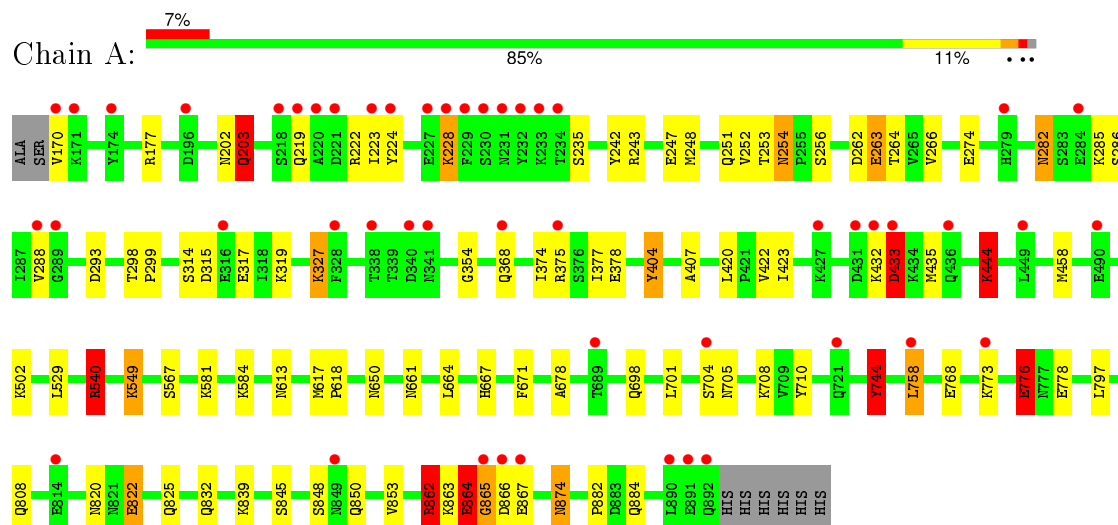 7%
Chain A:
85% 11% • ••
ALA SER V170 K171 Y174 R177 D196 N202 Q203 S218 Q219 A220 D221 R222 I223 Y224 E227 K228 F229 S230 N231 Y232 K233 T234 S235 Y242 R243 E247 M248 Q251 V252 T253 N254 P255 S256 D262 E263 T264 V265 V266 E274 H279 N282 S283 E284 K285 S286
I287 V288 G289 D293 T298 P299 S314 D315 E316 E317 I318 K319 K327 F328 T338 T339 D340 N341 G354 Q368 I374 R375 S376 I377 E378 Y404 A407 L420 P421 V422 I423 K427 D431 K432 D433 K434 M435 Q436 K444 L449 M458 E490
K502 L529 R540 K549 S567 K581 K584 N613 M617 P618 N650 N661 L664 H667 F671 A678 T689 Q698 L701 S704 N705 K708 V709 Y710 Q721 Y744 L758 E768 K773 E776 N777 E778 L797
Q808 E814 N820 N821 E822 Q825 Q832 K839 S845 S848 N849 Q850 V853 R862 K863 E864 G865 D866 E867 N874 P882 D883 Q884 L890 E891 Q892 HIS HIS HIS HIS HIS HIS